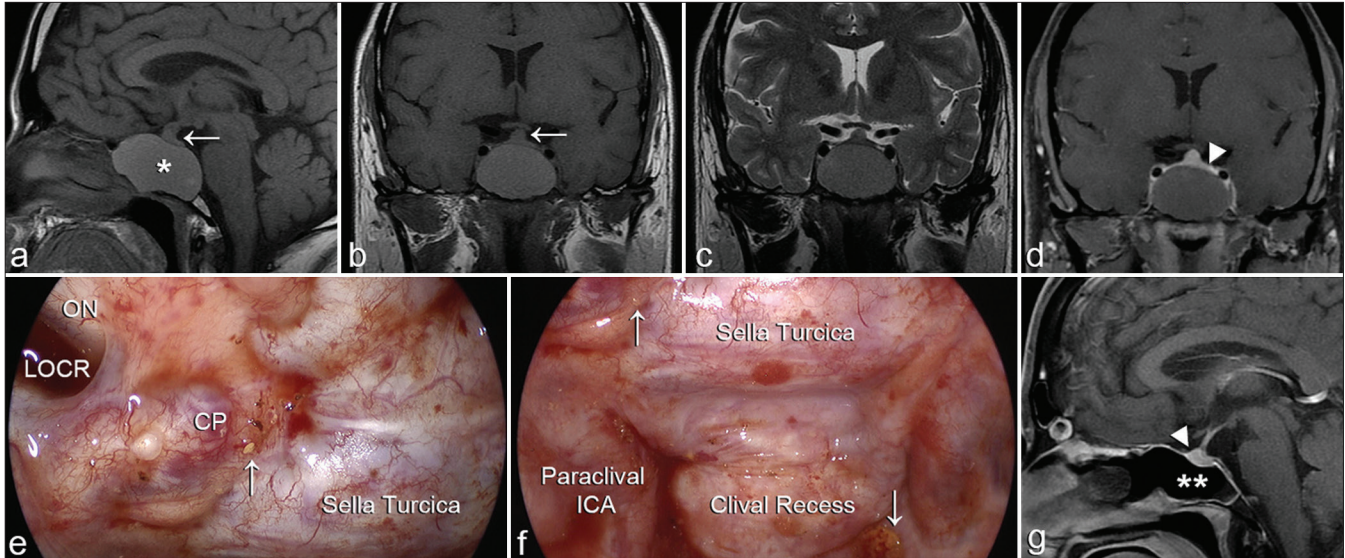 a
*
b
c
d
ON
LOCR
CP
Sella Turcica
e
Sella Turcica
Paraclival
ICA
Clival Recess
f
**
g